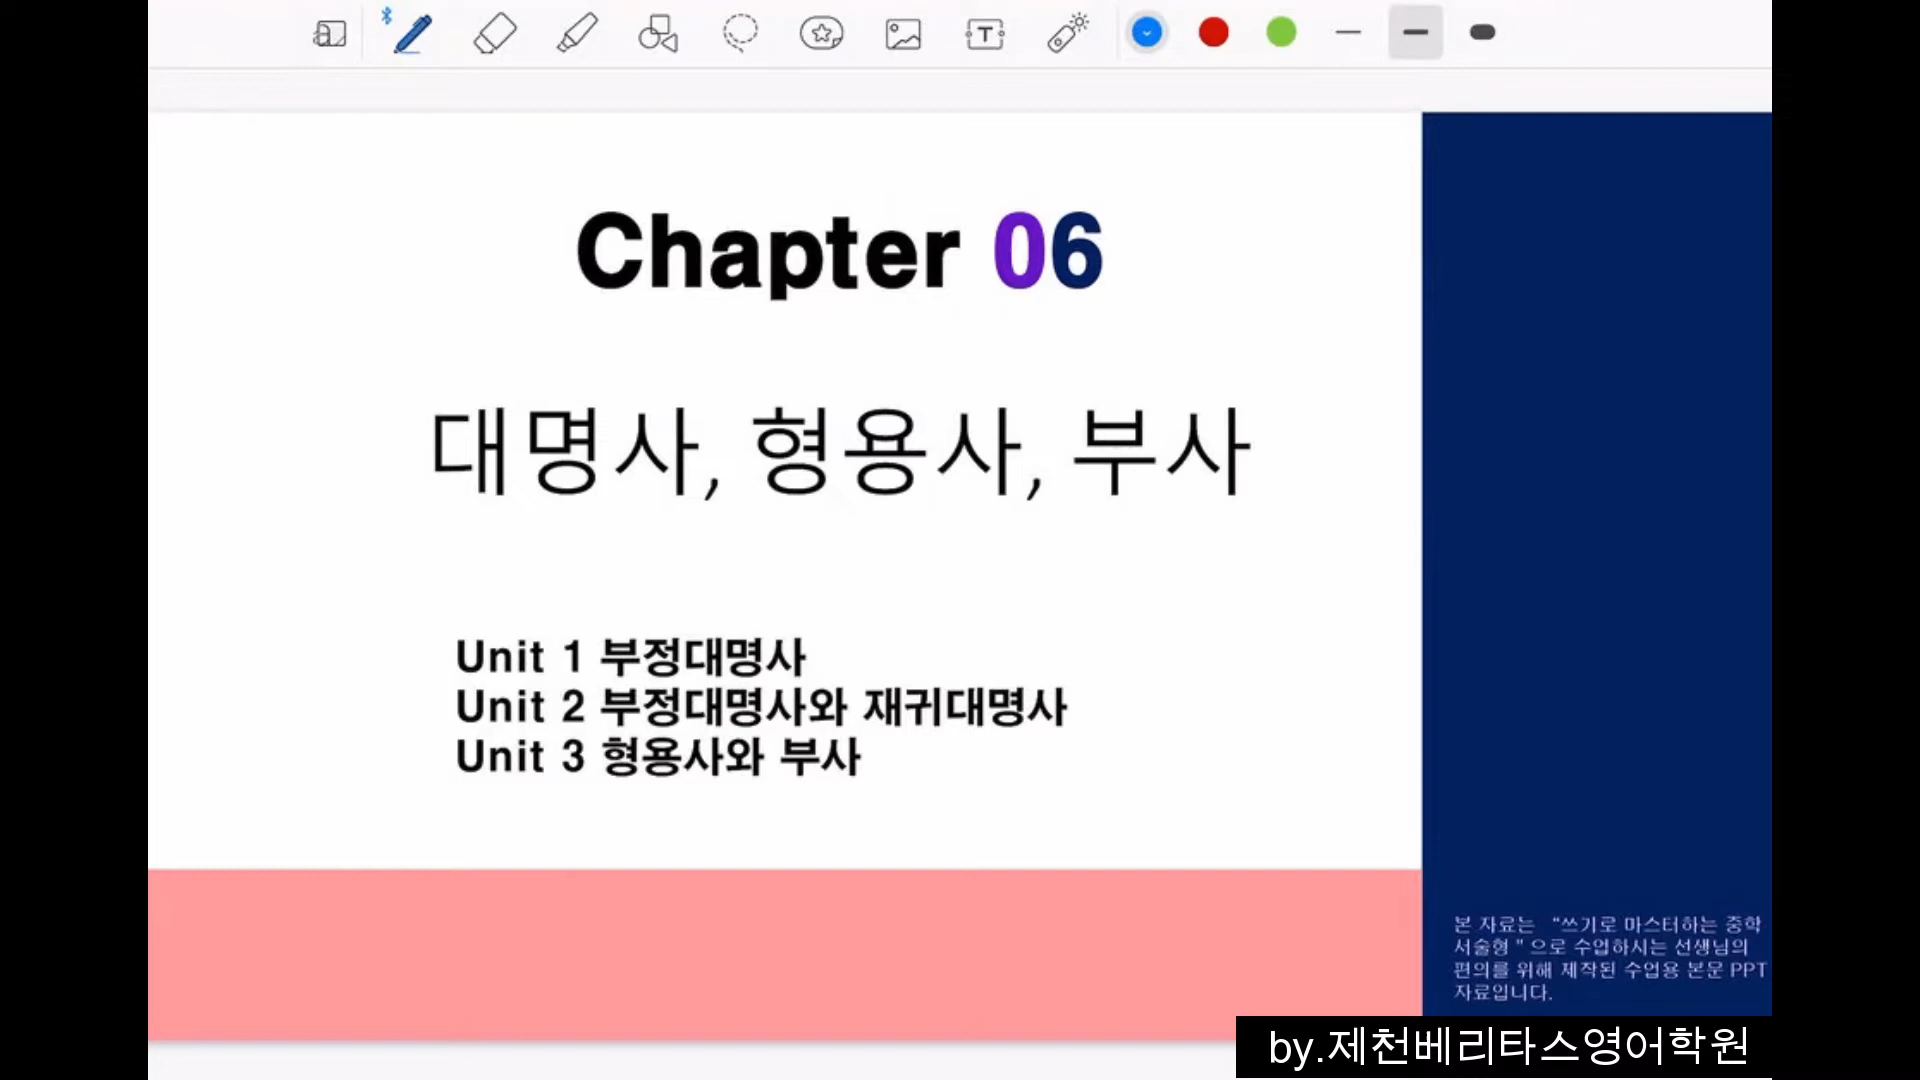 Chapter 06
대명사, 형용사, 부사
Unit 1 부정대명사
Unit 2 부정대명사와 재귀대명사
Unit 3 형용사와 부사
본 자료는 “쓰기로 마스터하는 중학
서술형 " 으로 수업하시는 선생님의
편의를 위해 제작된 수업용 본문 PPT
자료입니다.
by.제천베리타스영어학원